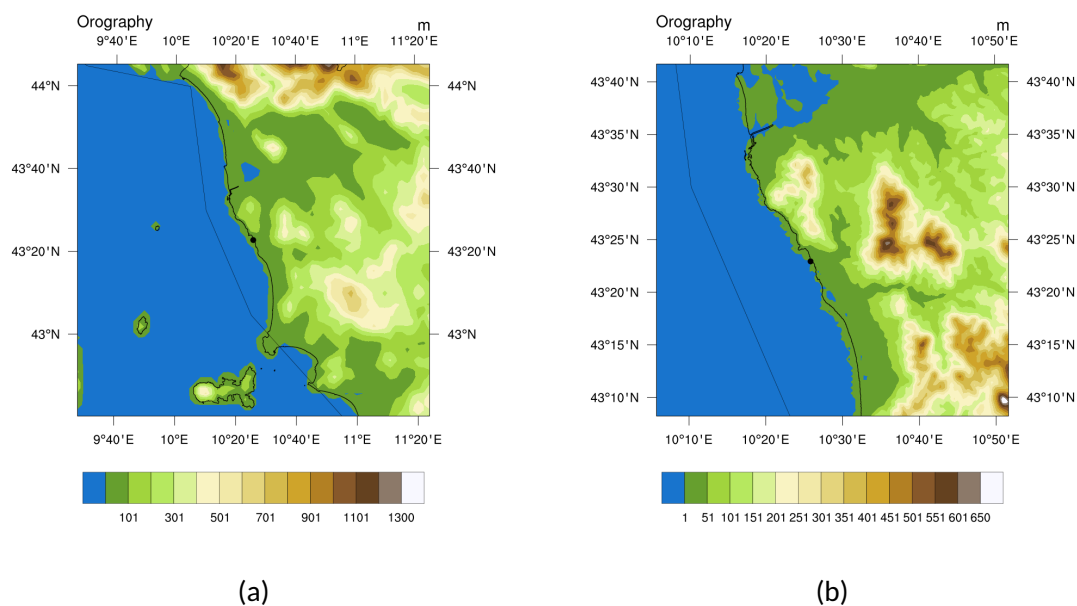 Orography m
9°40'E 10°E 10°20'E 10°40'E 11°E 11°20'E
44°N 44°N
43°40'N 43°40'N
43°20'N 43°20'N
43°N 43°N
9°40'E 10°E 10°20'E 10°40'E 11°E 11°20'E
101 301 501 701 901 1101 1300
(a)
Orography m
10°10'E 10°20'E 10°30'E 10°40'E 10°50'E
43°40'N 43°40'N
43°35'N 43°35'N
43°30'N 43°30'N
43°25'N 43°25'N
43°20'N 43°20'N
43°15'N 43°15'N
43°10'N 43°10'N
10°10'E 10°20'E 10°30'E 10°40'E 10°50'E
1 51 101 151 201 251 301 351 401 451 501 551 601 650
(b)